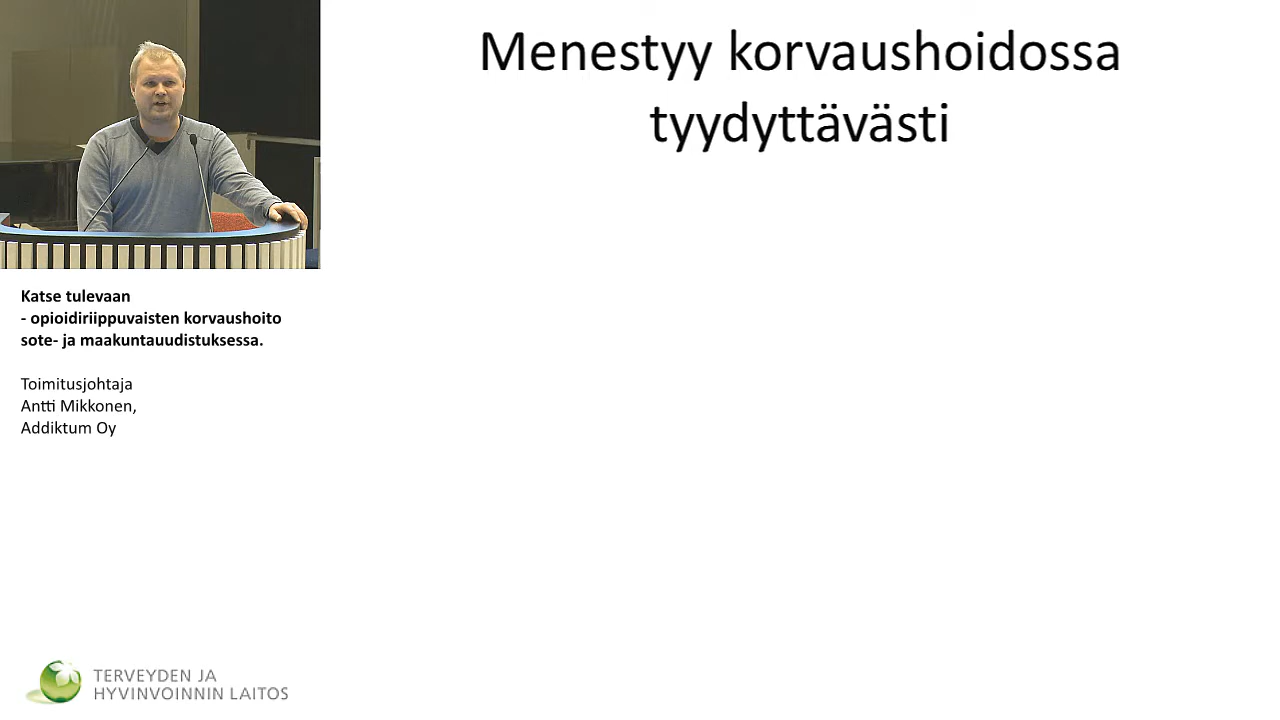 Menestyy korvaushoidossa
tyydyttävästi
Katse tulevaan
- opioidiriippuvaisten korvaushoito
sote- ja maakuntauudistuksessa.
Toimitusjohtaja
Antti Mikkonen,
Addiktum Oy
TERVEYDEN JA
HYVINVOINNIN LAITOS